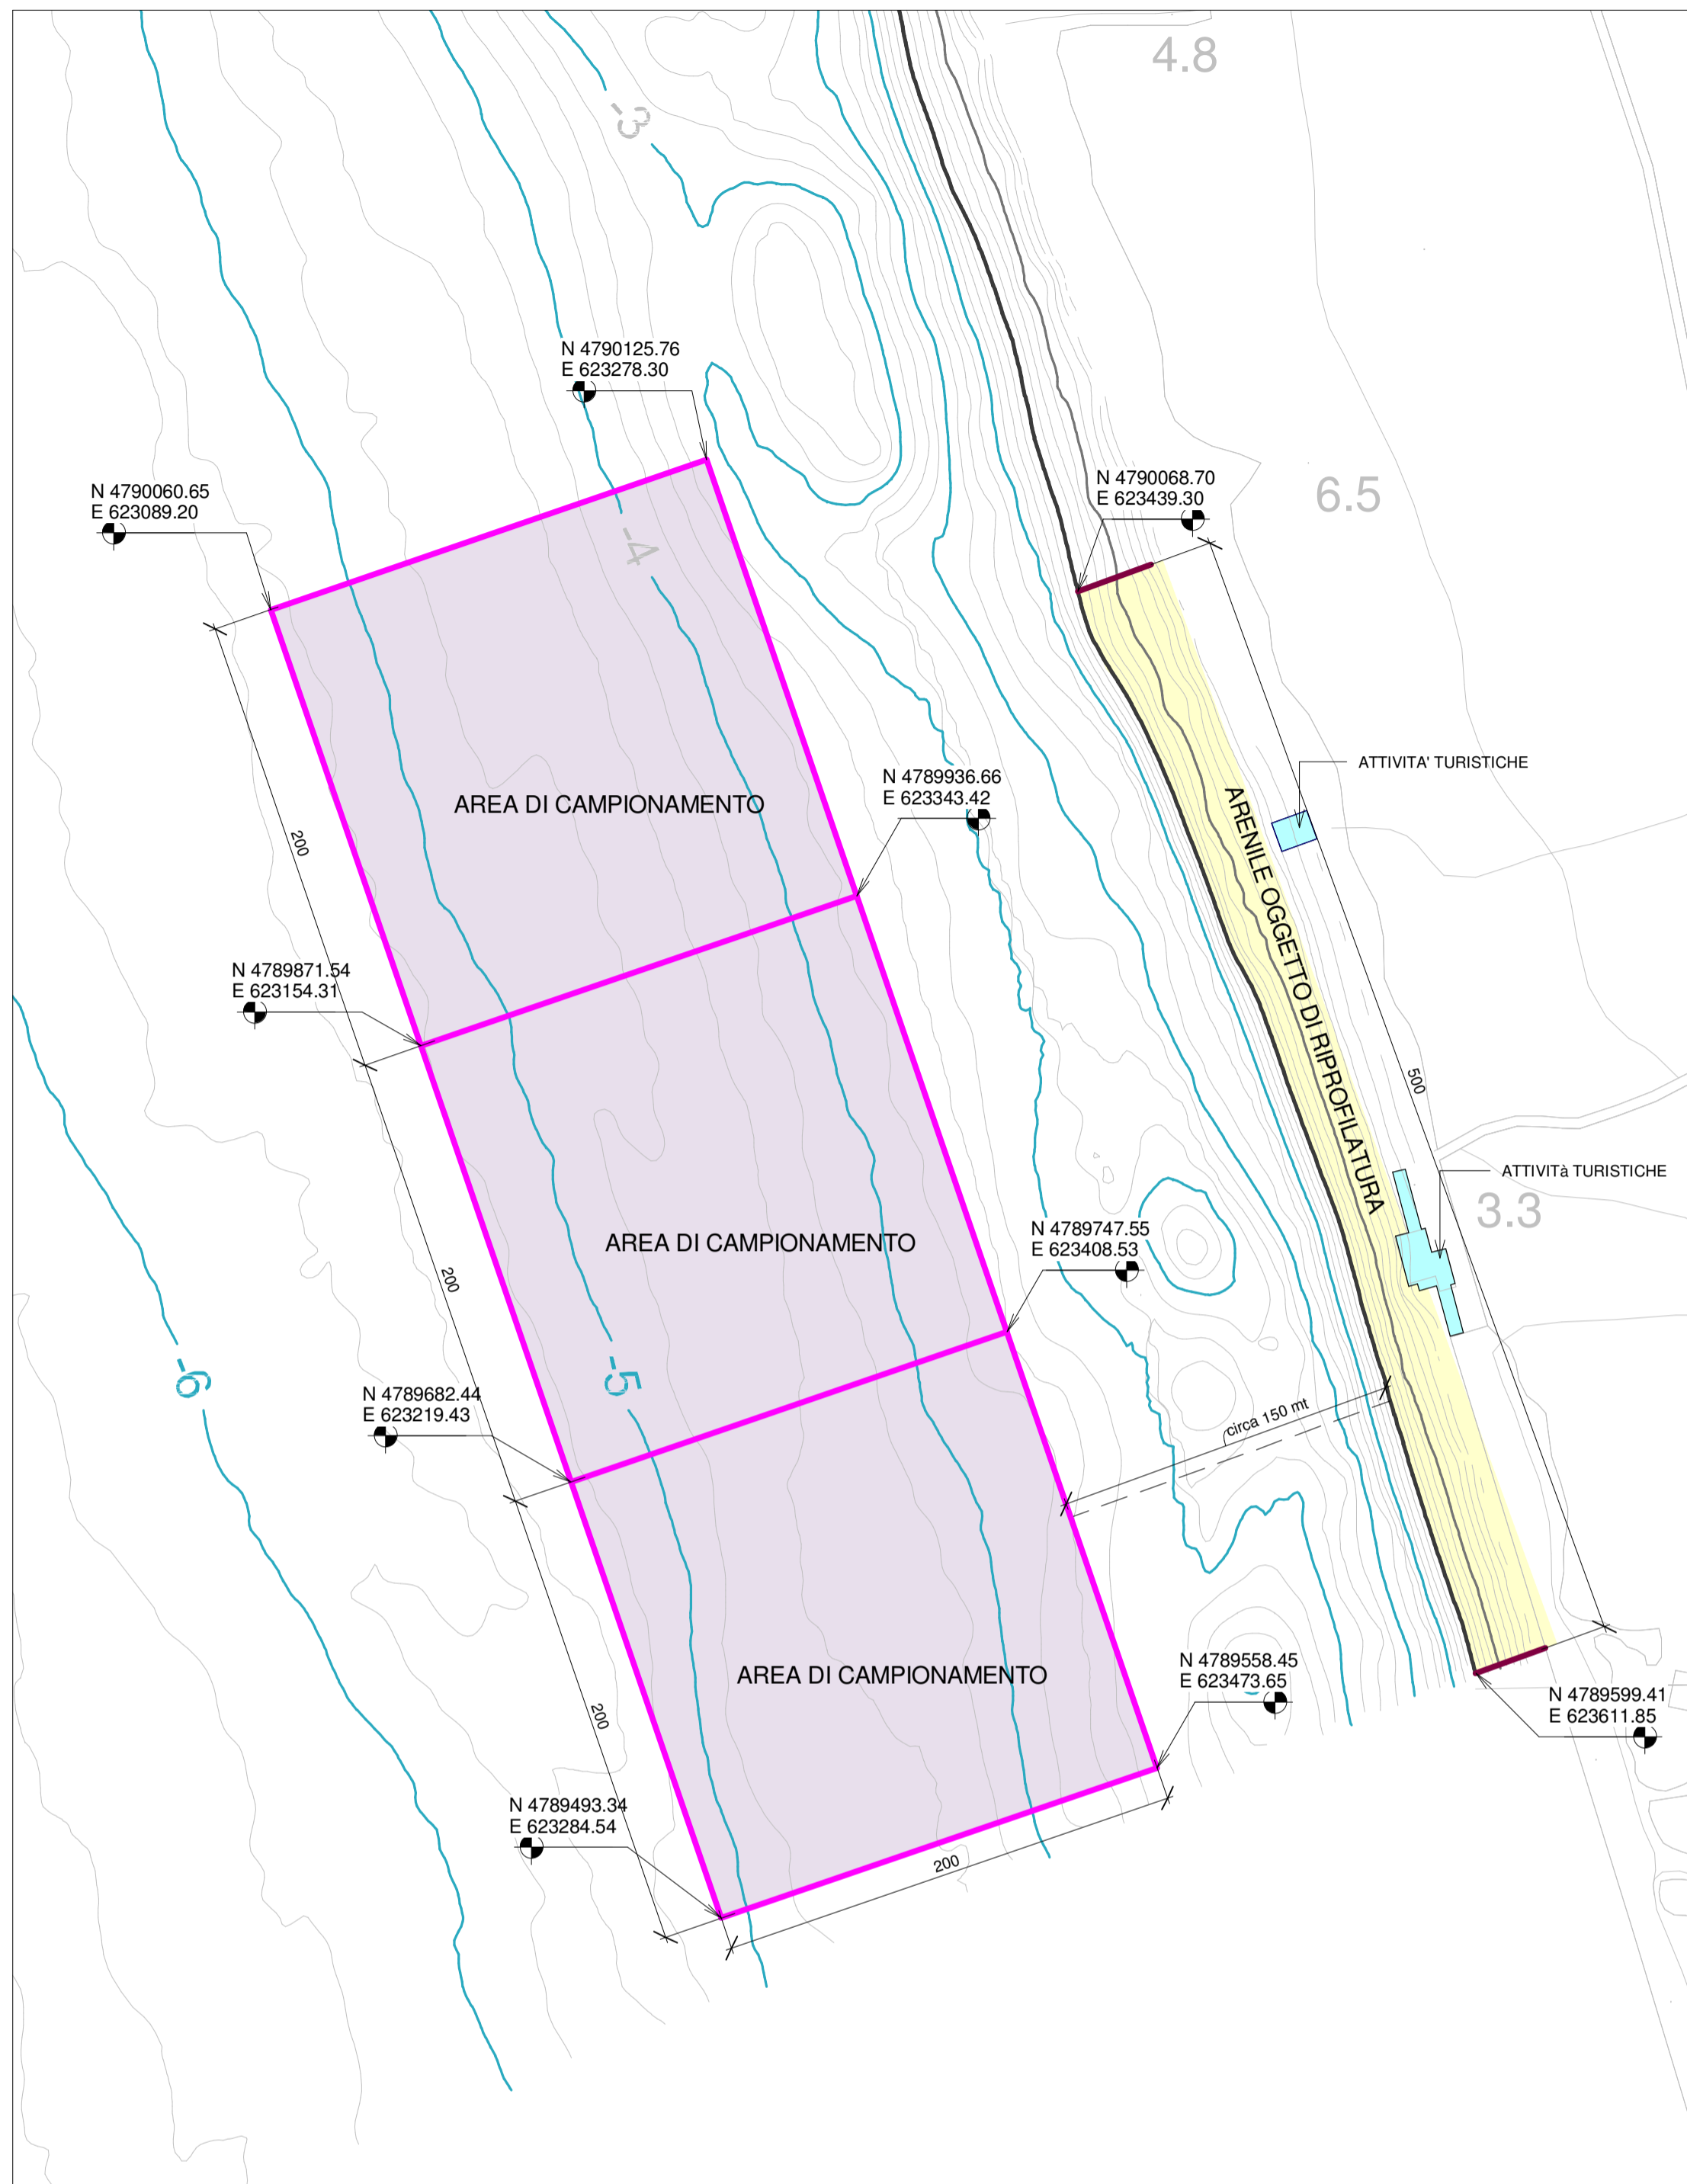 4.8
-3
N 4790125.76
E 623278.30
N 4790060.65
E 623089.20
N 4790068.70
E 623439.30
6.5
-4
ATTIVITA' TURISTICHE
N 4789936.66
E 623343.42
AREA DI CAMPIONAMENTO
200
ARENILE OGGETTO DI RIPROFILATURA
N 4789871.54
E 623154.31
500
ATTIVITà TURISTICHE
3.3
N 4789747.55
E 623408.53
AREA DI CAMPIONAMENTO
200
-6
-5
N 4789682.44
E 623219.43
circa 150 mt
AREA DI CAMPIONAMENTO
N 4789558.45
E 623473.65
N 4789599.41
E 623611.85
200
N 4789493.34
E 623284.54
200